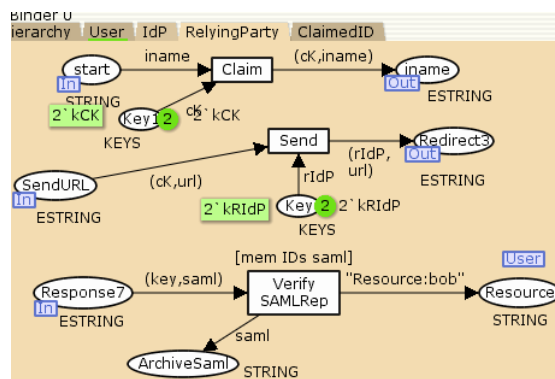 Binder 0
ierarchy User IdP RelyingParty ClaimedID
iname (cK,iname)
start Claim iname
In Out
STRING ESTRING
2`kCK cK 2 2`kCK
KEYS
Send Redirect3
(rIdP,
url) Out
rIdP
SendURL (cK,url) ESTRING
In 2`kRIdP Key 2 2`kRIdP
ESTRING KEYS
[mem IDs saml] User
(key,saml) Verify "Resource:bob"
Response7 SAMLRep Resource
In
ESTRING STRING
saml
ArchiveSaml STRING